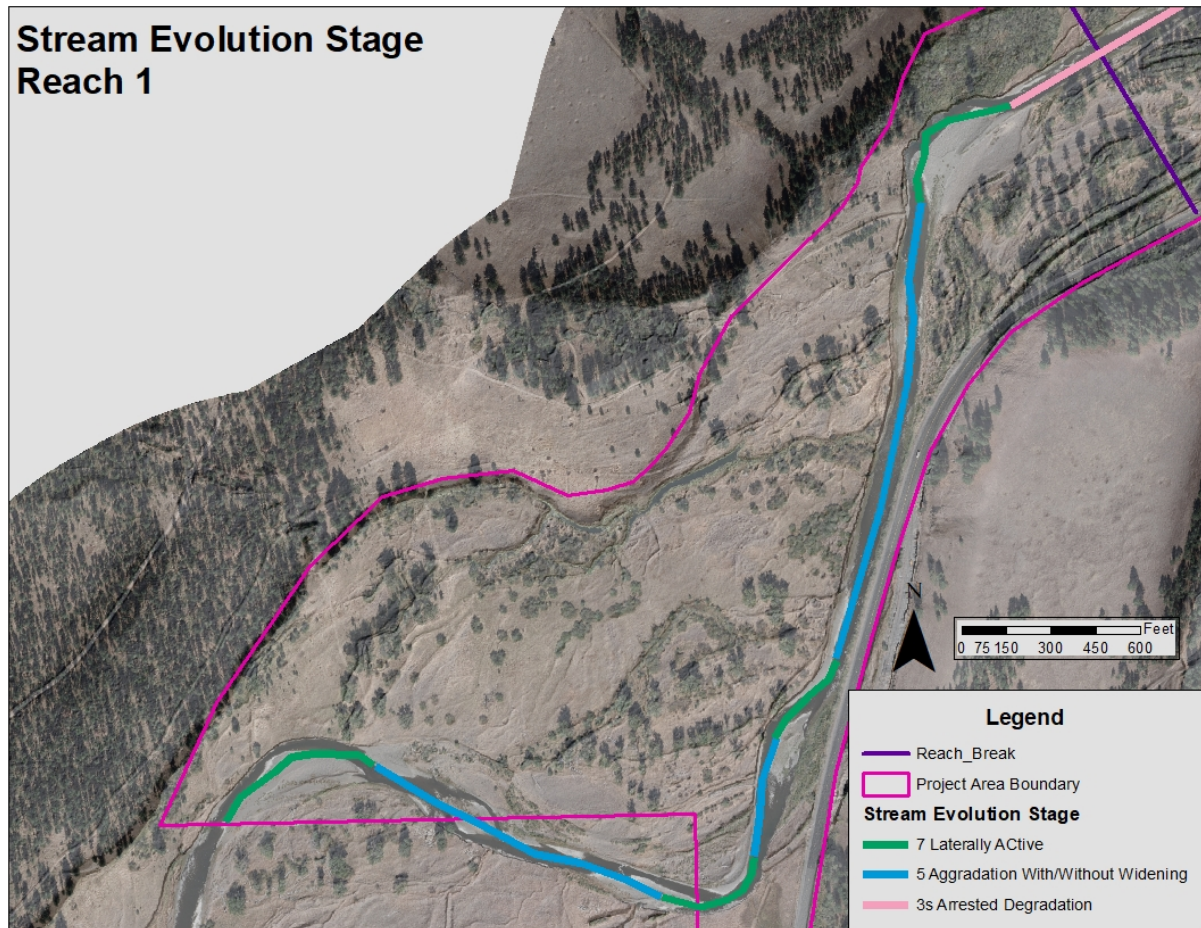 Stream Evolution Stage
Reach 1
N
Feet
0 75 150 300 450 600
Legend
Reach_Break
Project Area Boundary
Stream Evolution Stage
7 Laterally ACtive
5 Aggradation With/Without Widening
3s Arrested Degradation